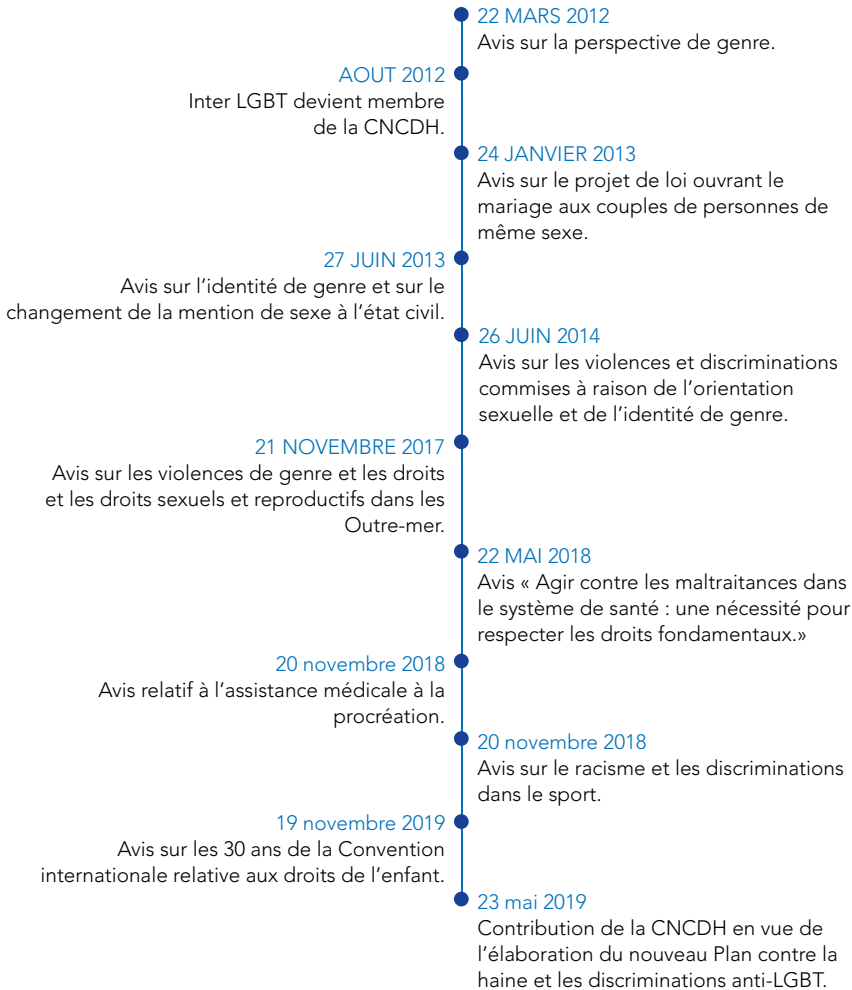 22 MARS 2012
Avis sur la perspective de genre.
AOUT 2012
Inter LGBT devient membre
de la CNCDH.
24 JANVIER 2013
Avis sur le projet de loi ouvrant le
mariage aux couples de personnes de
même sexe.
27 JUIN 2013
Avis sur l’identité de genre et sur le
changement de la mention de sexe à l’état civil.
26 JUIN 2014
Avis sur les violences et discriminations
commises à raison de l’orientation
sexuelle et de l’identité de genre.
21 NOVEMBRE 2017
Avis sur les violences de genre et les droits
et les droits sexuels et reproductifs dans les
Outre-mer.
22 MAI 2018
Avis « Agir contre les maltraitances dans
le système de santé : une nécessité pour
respecter les droits fondamentaux.»
20 novembre 2018
Avis relatif à l’assistance médicale à la
procréation.
20 novembre 2018
Avis sur le racisme et les discriminations
dans le sport.
19 novembre 2019
Avis sur les 30 ans de la Convention
internationale relative aux droits de l’enfant.
23 mai 2019
Contribution de la CNCDH en vue de
l’élaboration du nouveau Plan contre la
haine et les discriminations anti-LGBT.